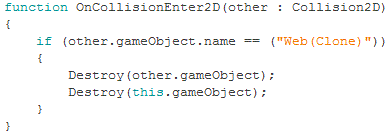 function OnCollisionEnter2D(other : Collision2D)
{
    if (other.gameObject.name == ("Web(Clone)"))
    {
        Destroy(other.gameObject);
        Destroy(this.gameObject);
    }
}